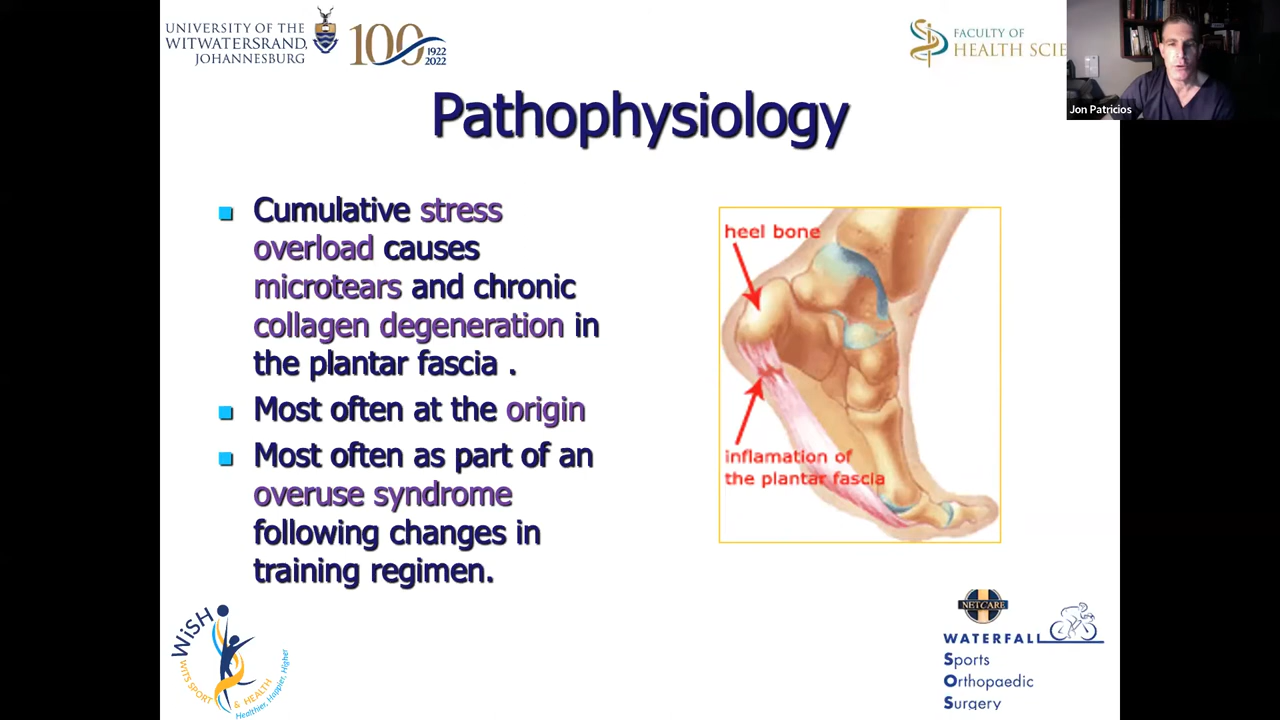 UNIVERSITY OF THE
WITWATERSRAND,
JOHANNESBURG
100 1922
2022
FACULTY OF
HEALTH SCIE
Jon Patricios
Pathophysiology
Cumulative stress
overload causes
microtears and chronic
collagen degeneration in
the plantar fascia .
Most often at the origin
Most often as part of an
overuse syndrome
following changes in
training regimen.
heel bone
inflamation of
the plantar fascia
WiSH
WITS SPORT & HEALTH
Healthier, Happier, Higher
NETCARE
WATERFALL
Sports
Orthopaedic
Surgery